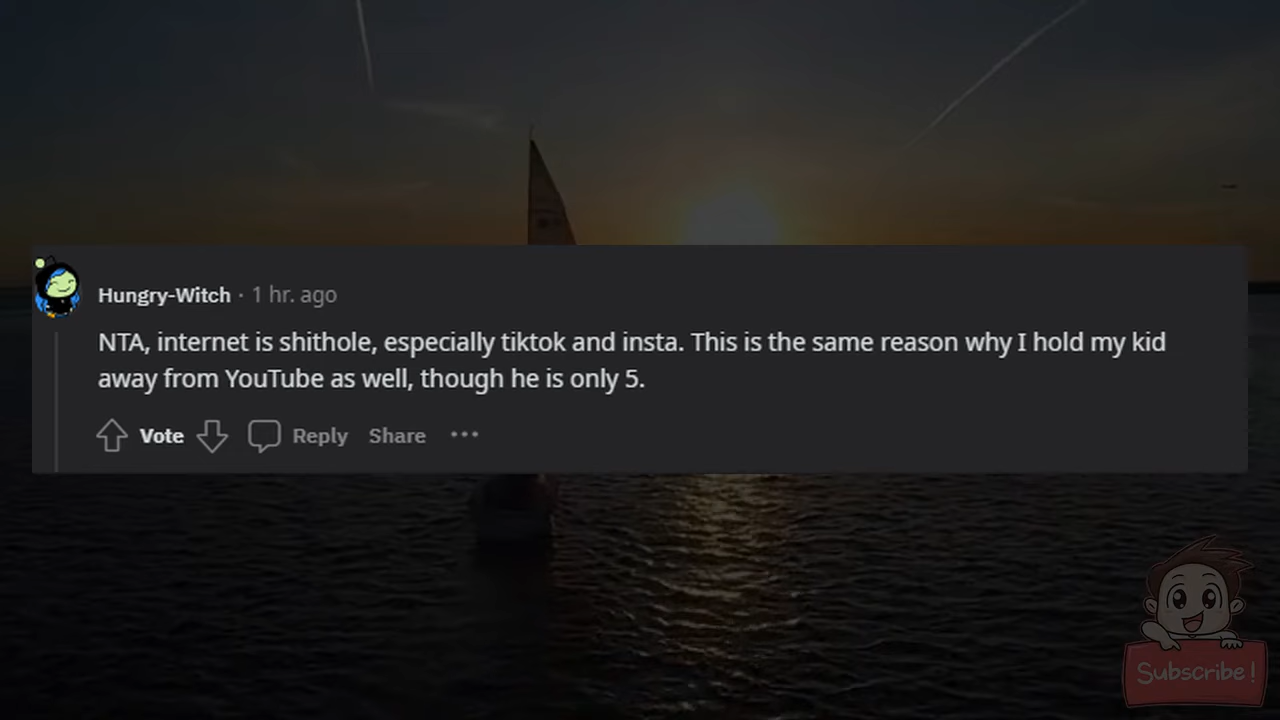 Hungry-Witch · 1 hr. ago
NTA, internet is shithole, especially tiktok and insta. This is the same reason why I hold my kid
away from YouTube as well, though he is only 5.
Vote Reply Share ···
Subscribe!